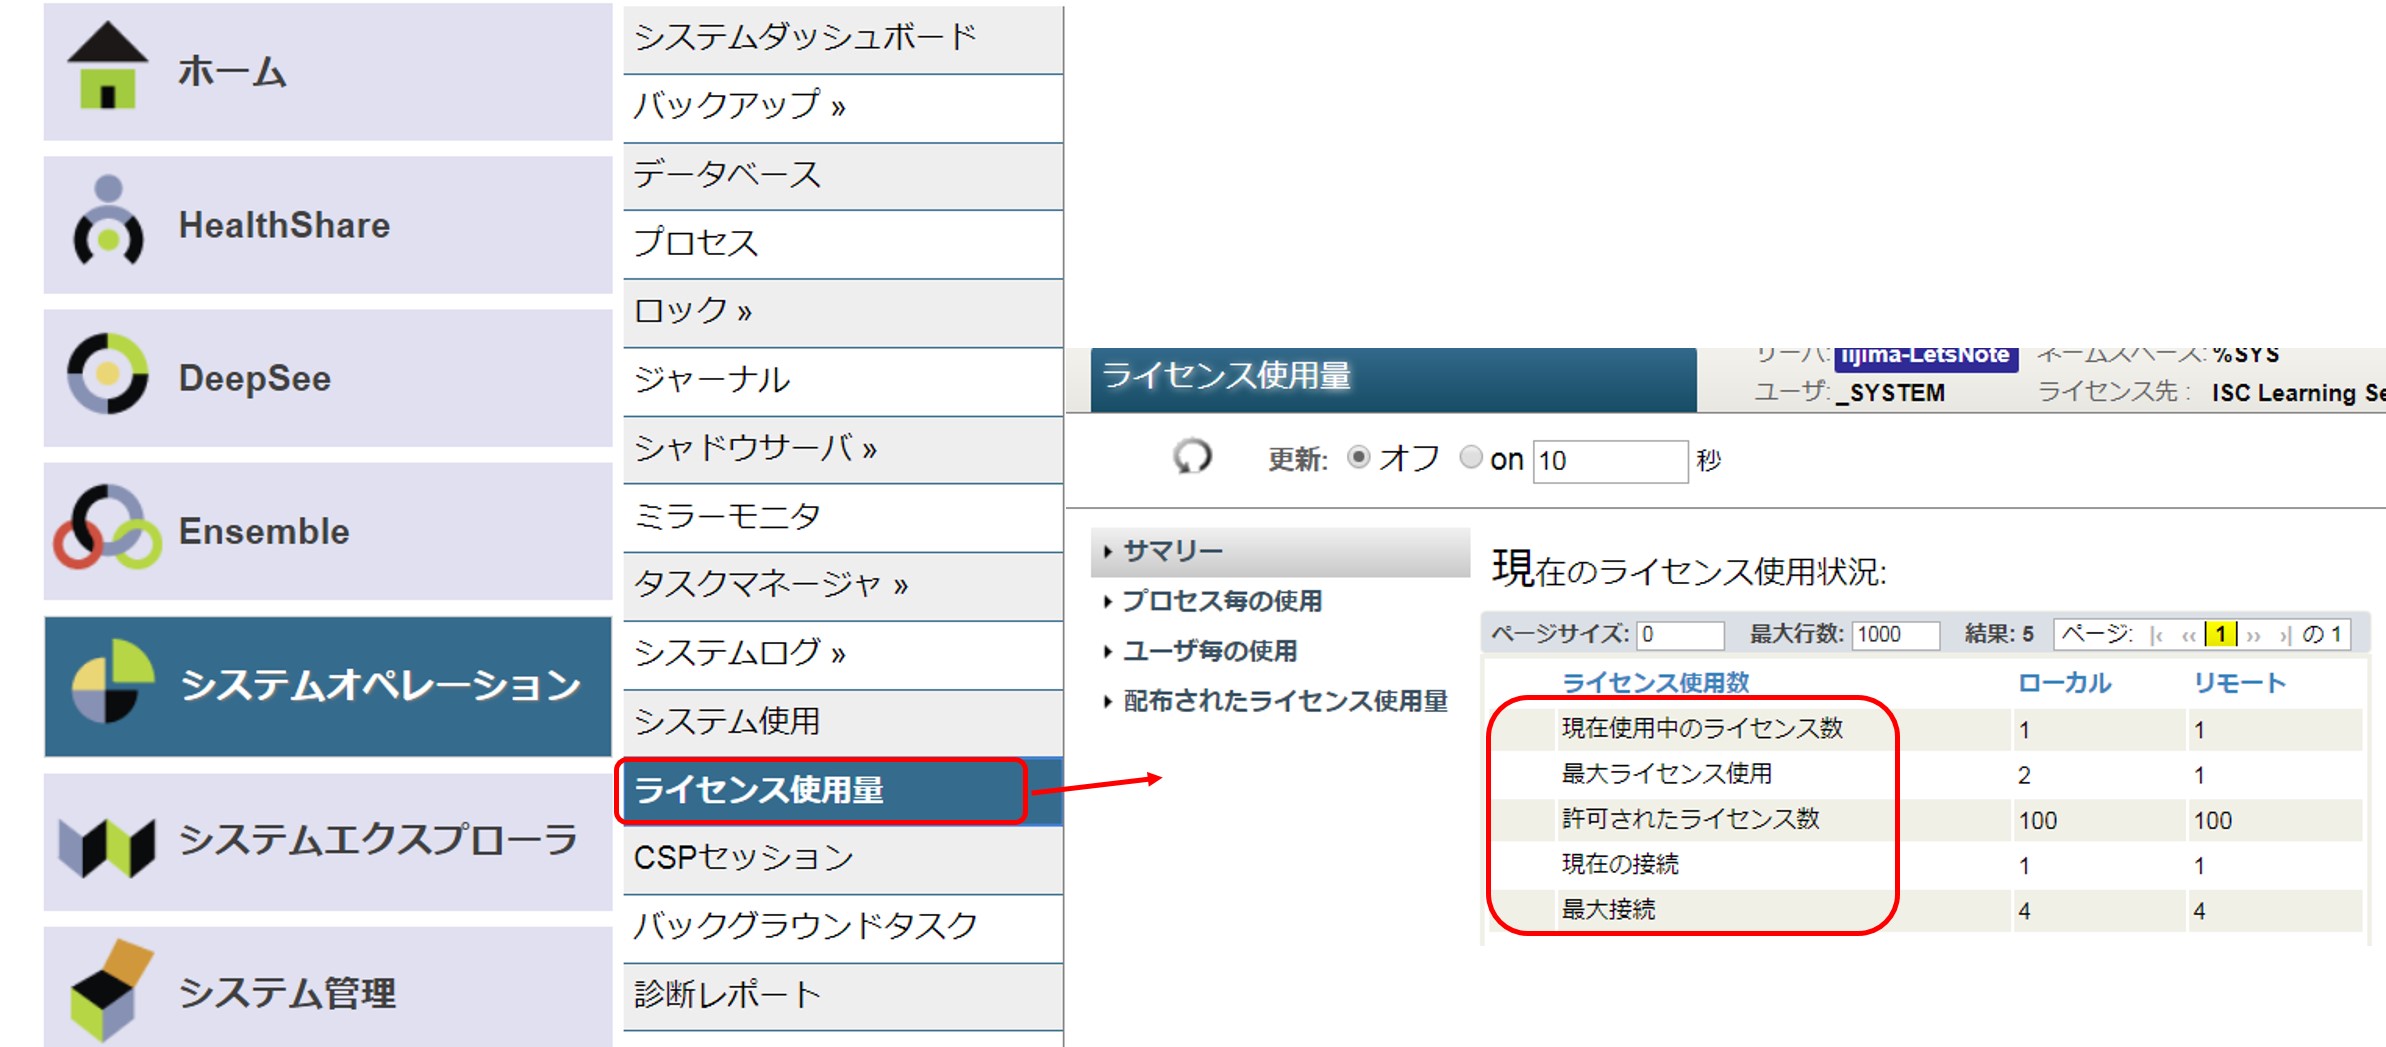 ホーム
HealthShare
DeepSee
Ensemble
システムオペレーション
システムエクスプローラ
システム管理
システムダッシュボード
バックアップ »
データベース
プロセス
ロック »
ジャーナル
シャドウサーバ »
ミラーモニタ
タスクマネージャ »
システムログ »
システム使用
ライセンス使用量
CSPセッション
バックグラウンドタスク
診断レポート
ライセンス使用量
サーバ: iijima-LetsNote ネームスペース: %SYS
ユーザ: _SYSTEM ライセンス先 : ISC Learning Se
更新: オフ on 10 秒
サマリー
プロセス毎の使用
ユーザ毎の使用
配布されたライセンス使用量
現在のライセンス使用状況:
ページサイズ: 0 最大行数: 1000 結果: 5 ページ: |‹ ‹‹ 1 ›› ›| の 1
ライセンス使用数 ローカル リモート
現在使用中のライセンス数 1 1
最大ライセンス使用 2 1
許可されたライセンス数 100 100
現在の接続 1 1
最大接続 4 4